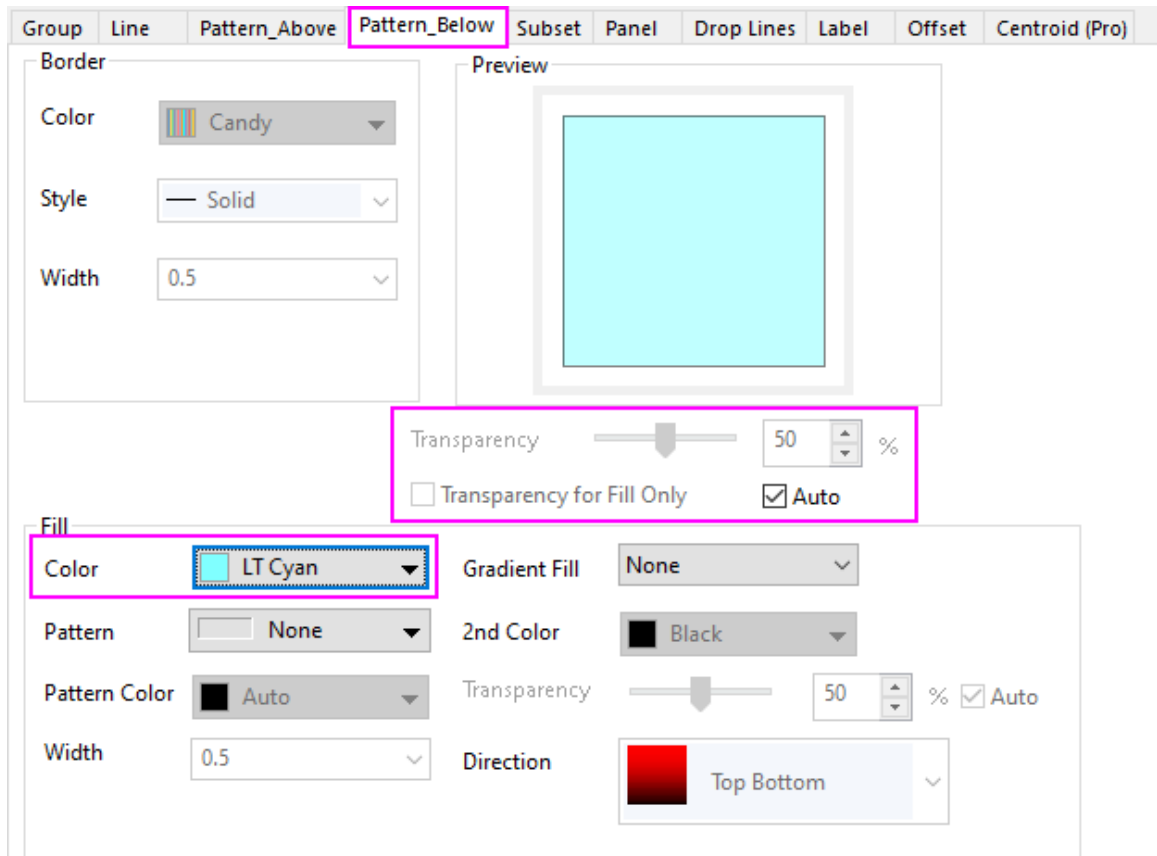 Group Line Pattern_Above Pattern_Below Subset Panel Drop Lines Label Offset Centroid (Pro)
Border
Color Candy
Style Solid
Width 0.5
Preview
Transparency 50 %
Transparency for Fill Only Auto
Fill
Color LT Cyan Gradient Fill None
Pattern None 2nd Color Black
Pattern Color Auto Transparency 50 % Auto
Width 0.5 Direction Top Bottom